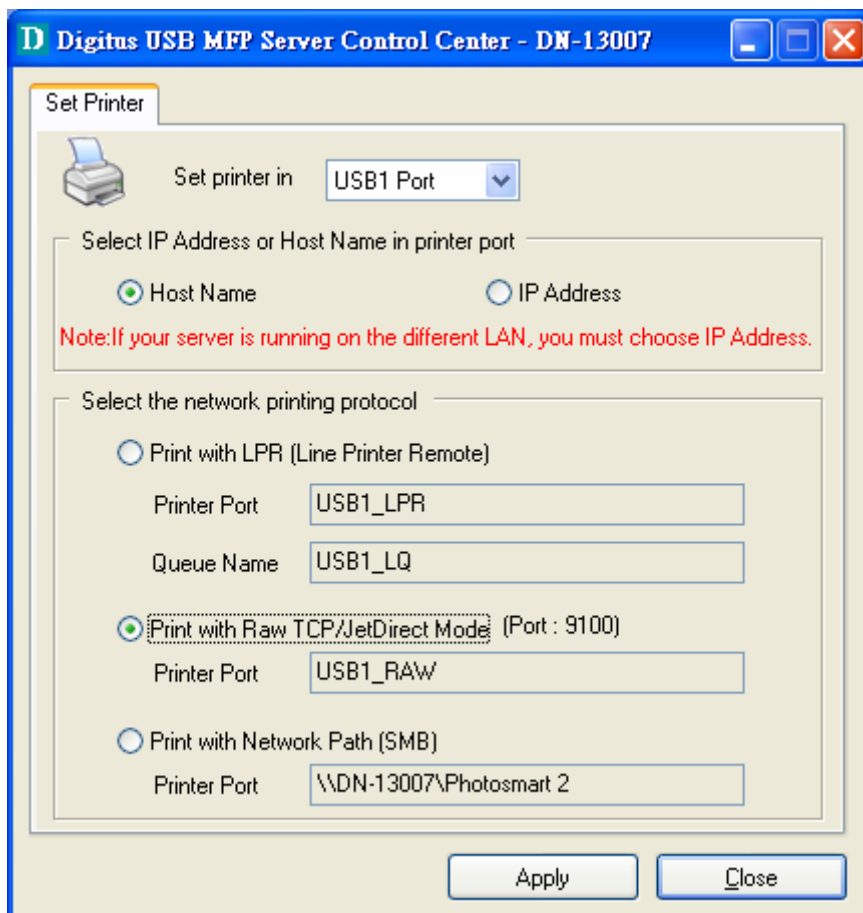 D Digitus USB MFP Server Control Center - DN-13007
Set Printer
Set printer in USB1 Port
Select IP Address or Host Name in printer port
Host Name IP Address
Note:If your server is running on the different LAN, you must choose IP Address.
Select the network printing protocol
Print with LPR (Line Printer Remote)
Printer Port USB1_LPR
Queue Name USB1_LQ
Print with Raw TCP/JetDirect Mode (Port : 9100)
Printer Port USB1_RAW
Print with Network Path (SMB)
Printer Port \\DN-13007\Photosmart 2
Apply Close